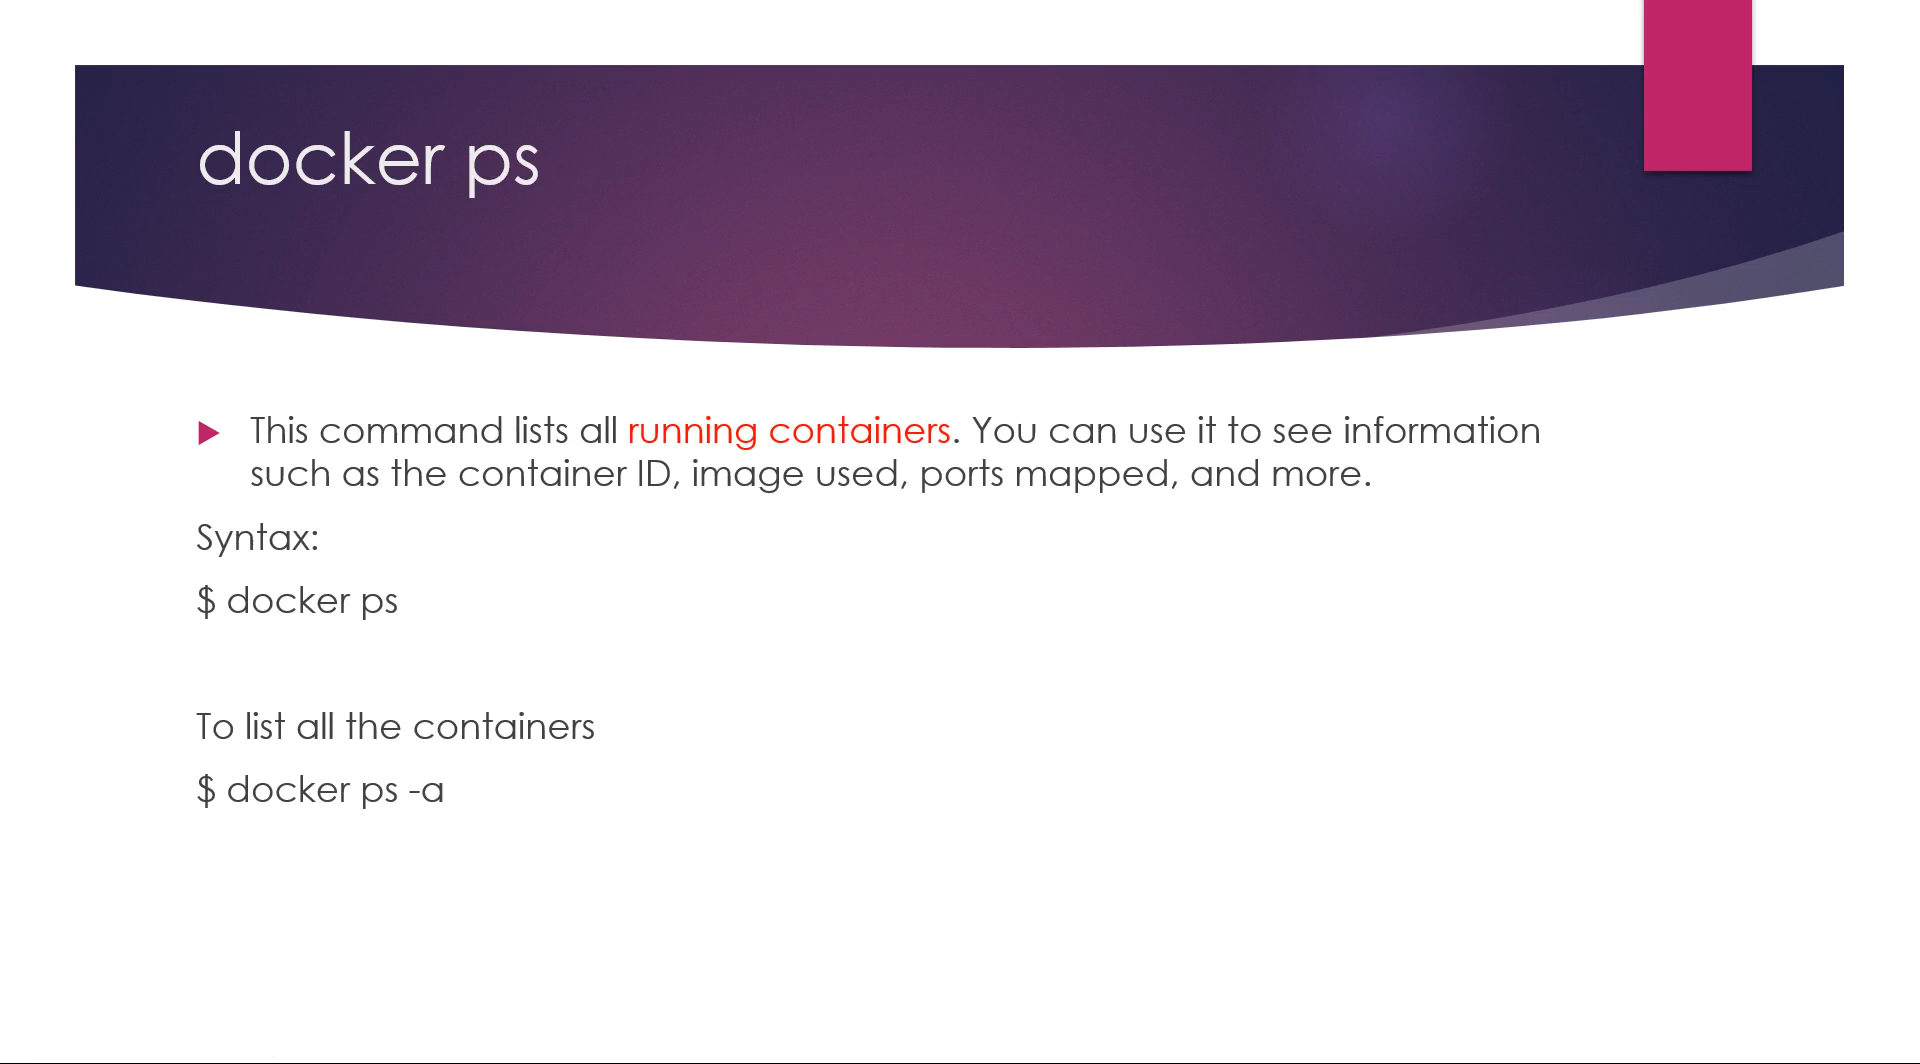 docker ps
This command lists all running containers. You can use it to see information
such as the container ID, image used, ports mapped, and more.
Syntax:
$ docker ps
To list all the containers
$ docker ps -a